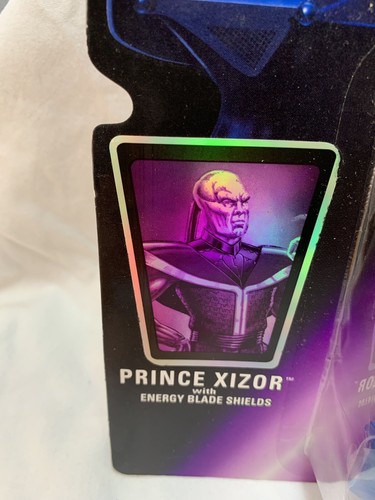 PRINCE XIZOR™
with
ENERGY BLADE SHIELDS